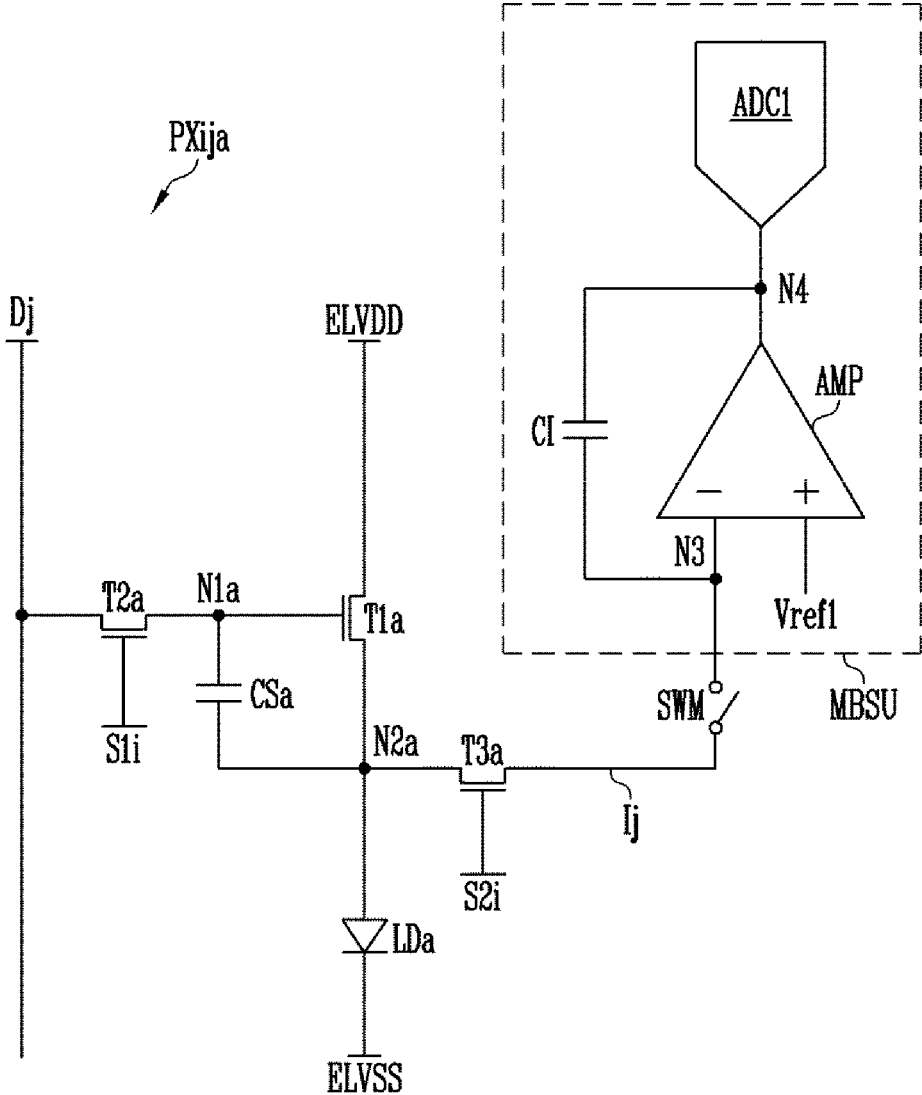 ADC1
PXija
N4
Dj
ELVDD
AMP
CI
−
+
N3
T2a
N1a
T1a
Vref1
CSa
SWM
MBSU
S1i
N2a
T3a
Ij
S2i
LDa
ELVSS